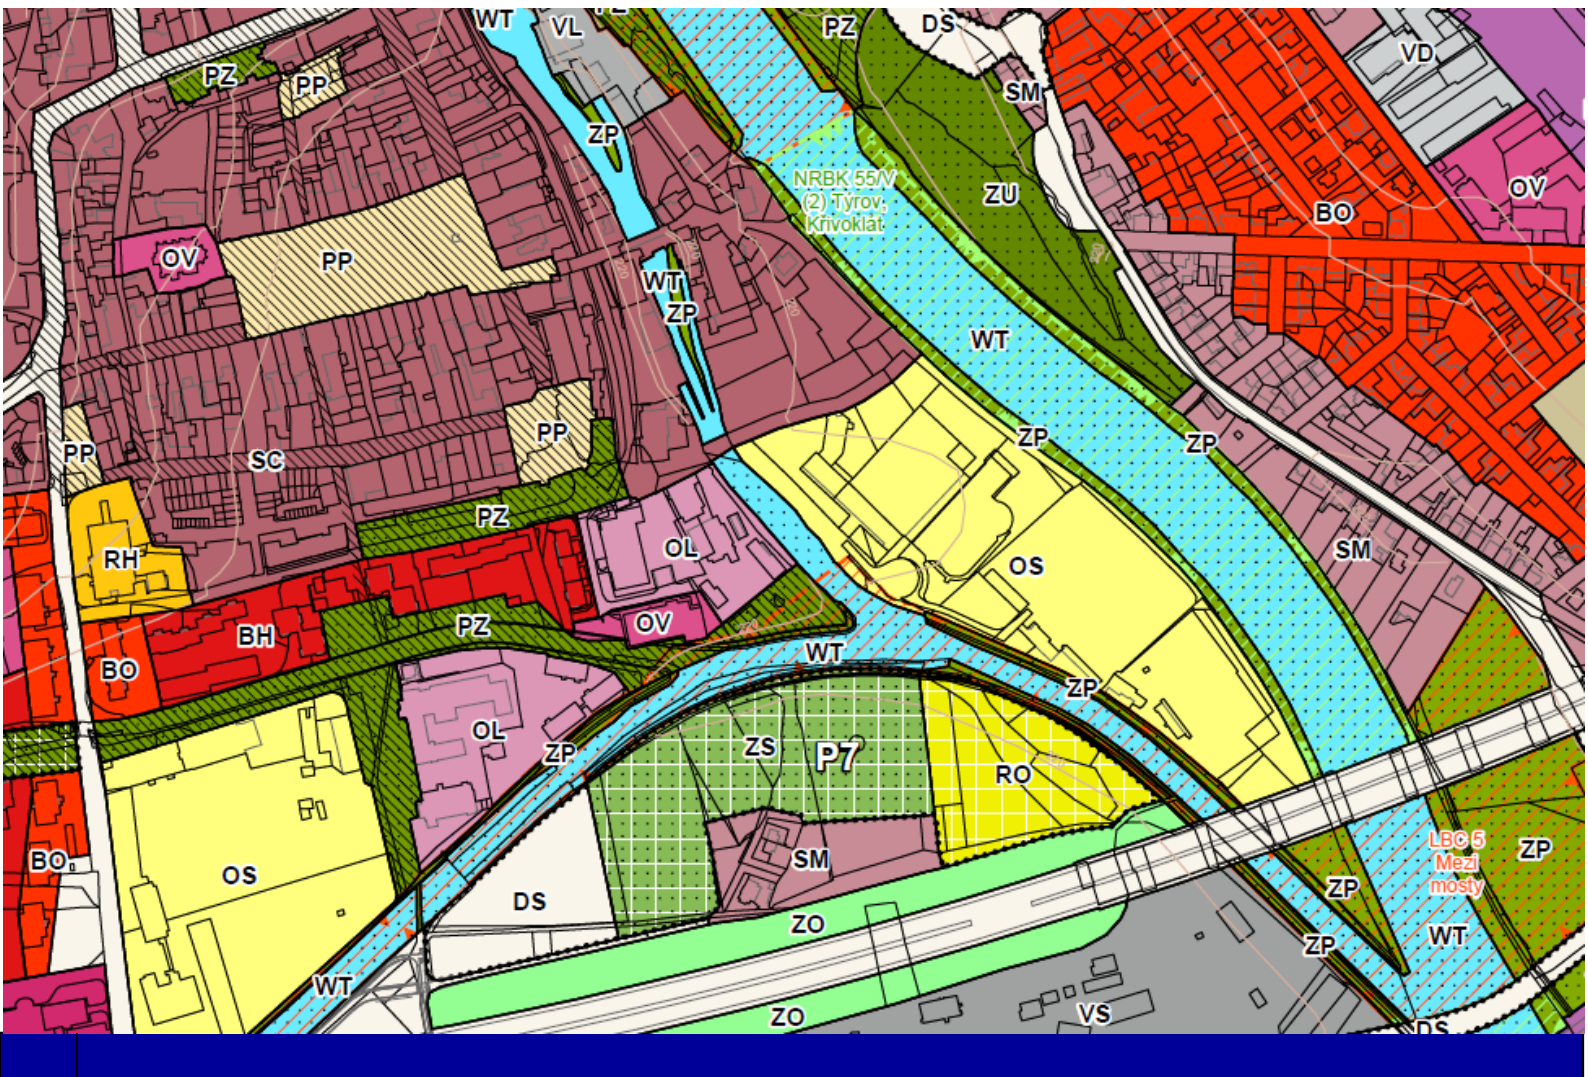 WT
VL
PZ
DS
VD
PZ
PP
SM
ZP
NRBK 55/V
(2) Týrov,
Křivoklát
ZU
BO
OV
OV
PP
WT
ZP
220
WT
PP
PP
SC
ZP
ZP
PZ
RH
OL
OS
SM
OV
PZ
BH
BO
WT
ZP
OL
ZP
ZS
P7
RO
BO
OS
DS
SM
LBC 5
Mezi
mosty
ZP
ZP
ZO
WT
ZP
WT
ZO
VS
DS